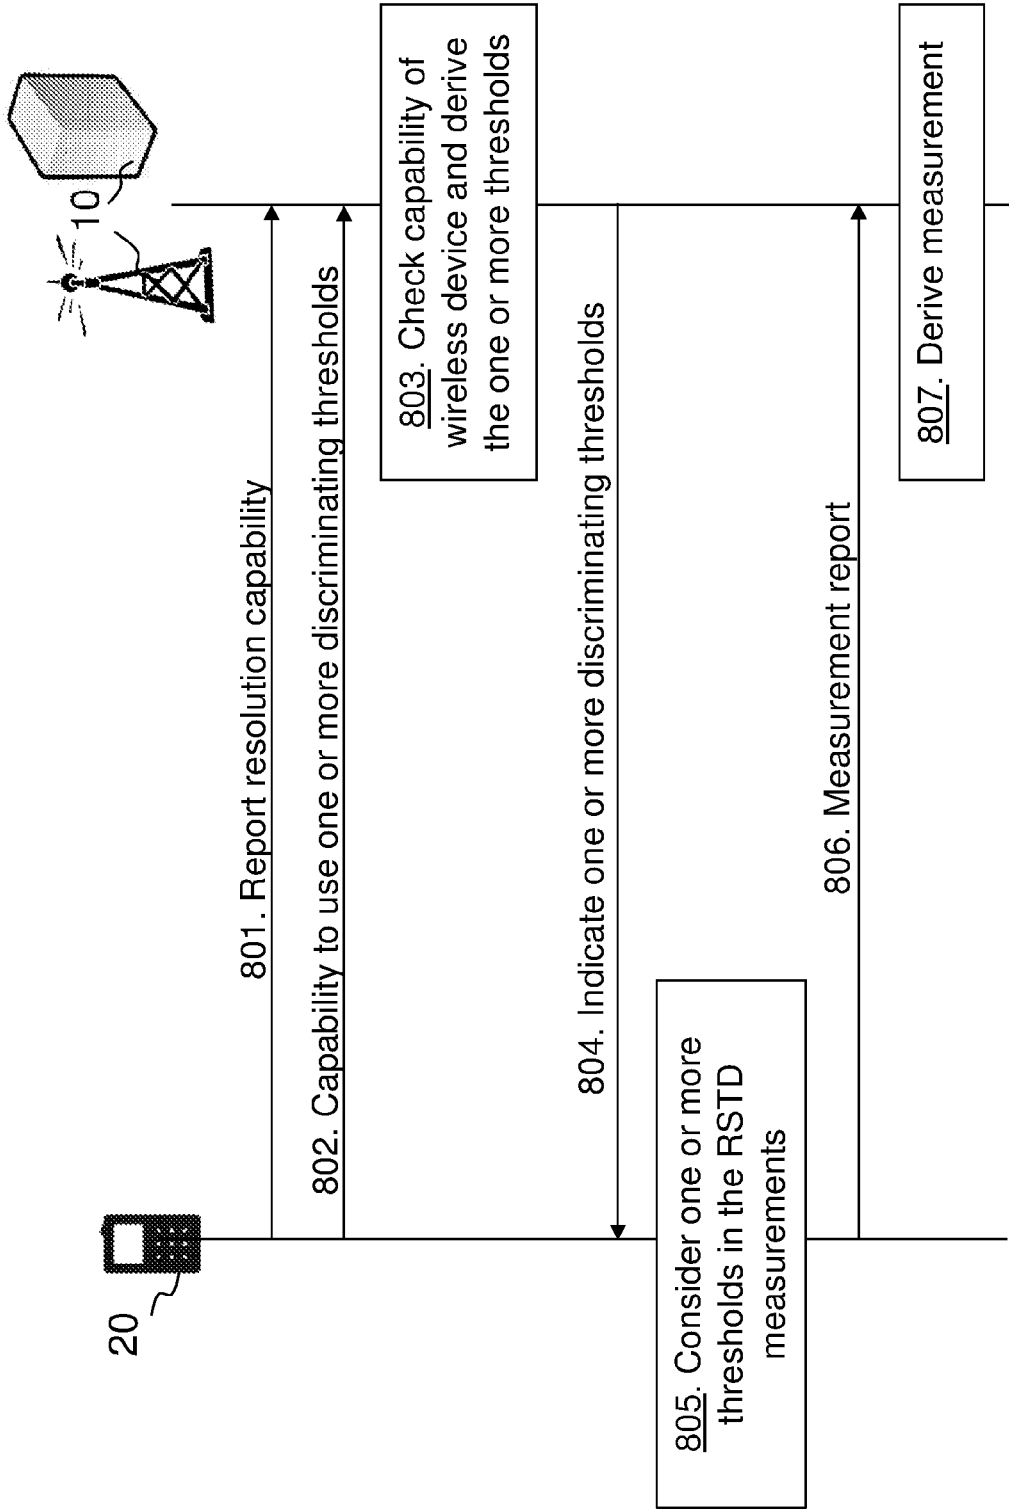 20
10
801. Report resolution capability
802. Capability to use one or more discriminating thresholds
803. Check capability of
wireless device and derive
the one or more thresholds
804. Indicate one or more discriminating thresholds
805. Consider one or more
thresholds in the RSTD
measurements
806. Measurement report
807. Derive measurement